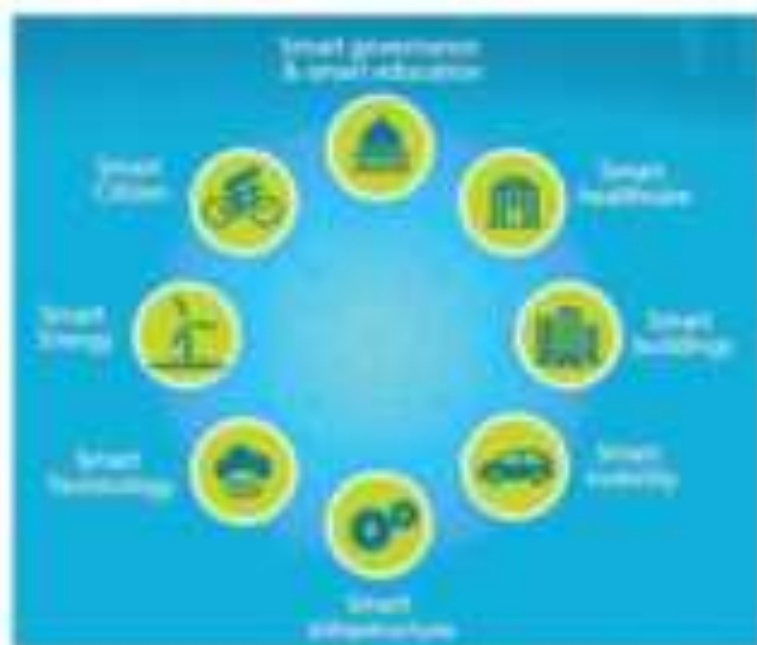 Smart governance
& smart education
Smart
Citizen
Smart
healthcare
Smart
Energy
Smart
buildings
Smart
Technology
Smart
mobility
Smart
infrastructure